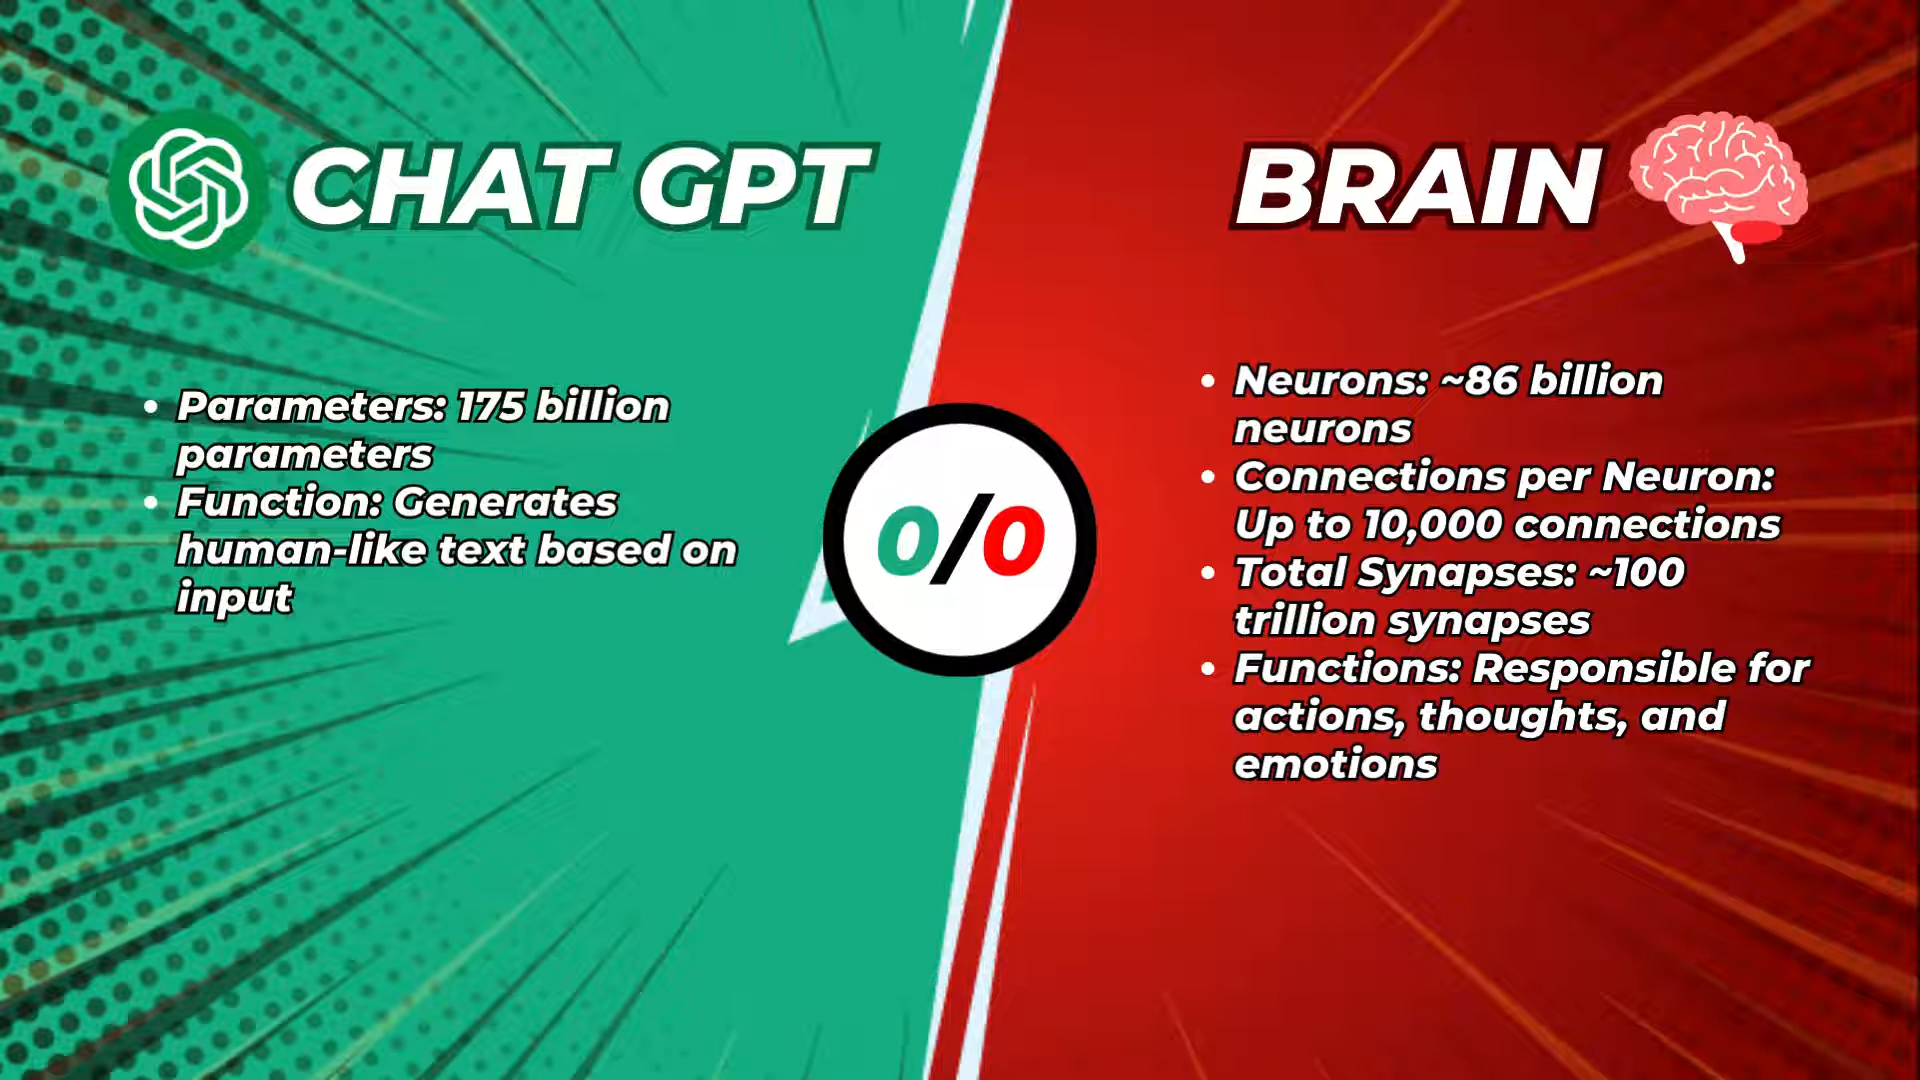 CHAT GPT
• Parameters: 175 billion
parameters
• Function: Generates
human-like text based on
input
0/0
BRAIN
• Neurons: ~86 billion
neurons
• Connections per Neuron:
Up to 10,000 connections
• Total Synapses: ~100
trillion synapses
• Functions: Responsible for
actions, thoughts, and
emotions